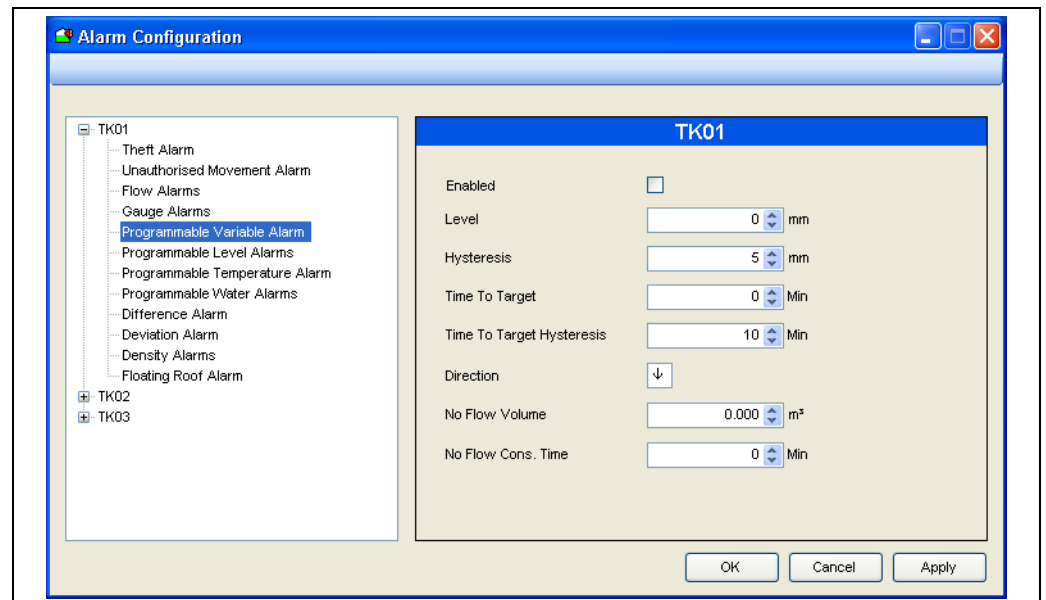 Alarm Configuration
TK01
Theft Alarm
Unauthorised Movement Alarm
Flow Alarms
Gauge Alarms
Programmable Variable Alarm
Programmable Level Alarms
Programmable Temperature Alarm
Programmable Water Alarms
Difference Alarm
Deviation Alarm
Density Alarms
Floating Roof Alarm
TK02
TK03
TK01
Enabled
Level 0 mm
Hysteresis 5 mm
Time To Target 0 Min
Time To Target Hysteresis 10 Min
Direction ↓
No Flow Volume 0.000 m³
No Flow Cons. Time 0 Min
OK Cancel Apply